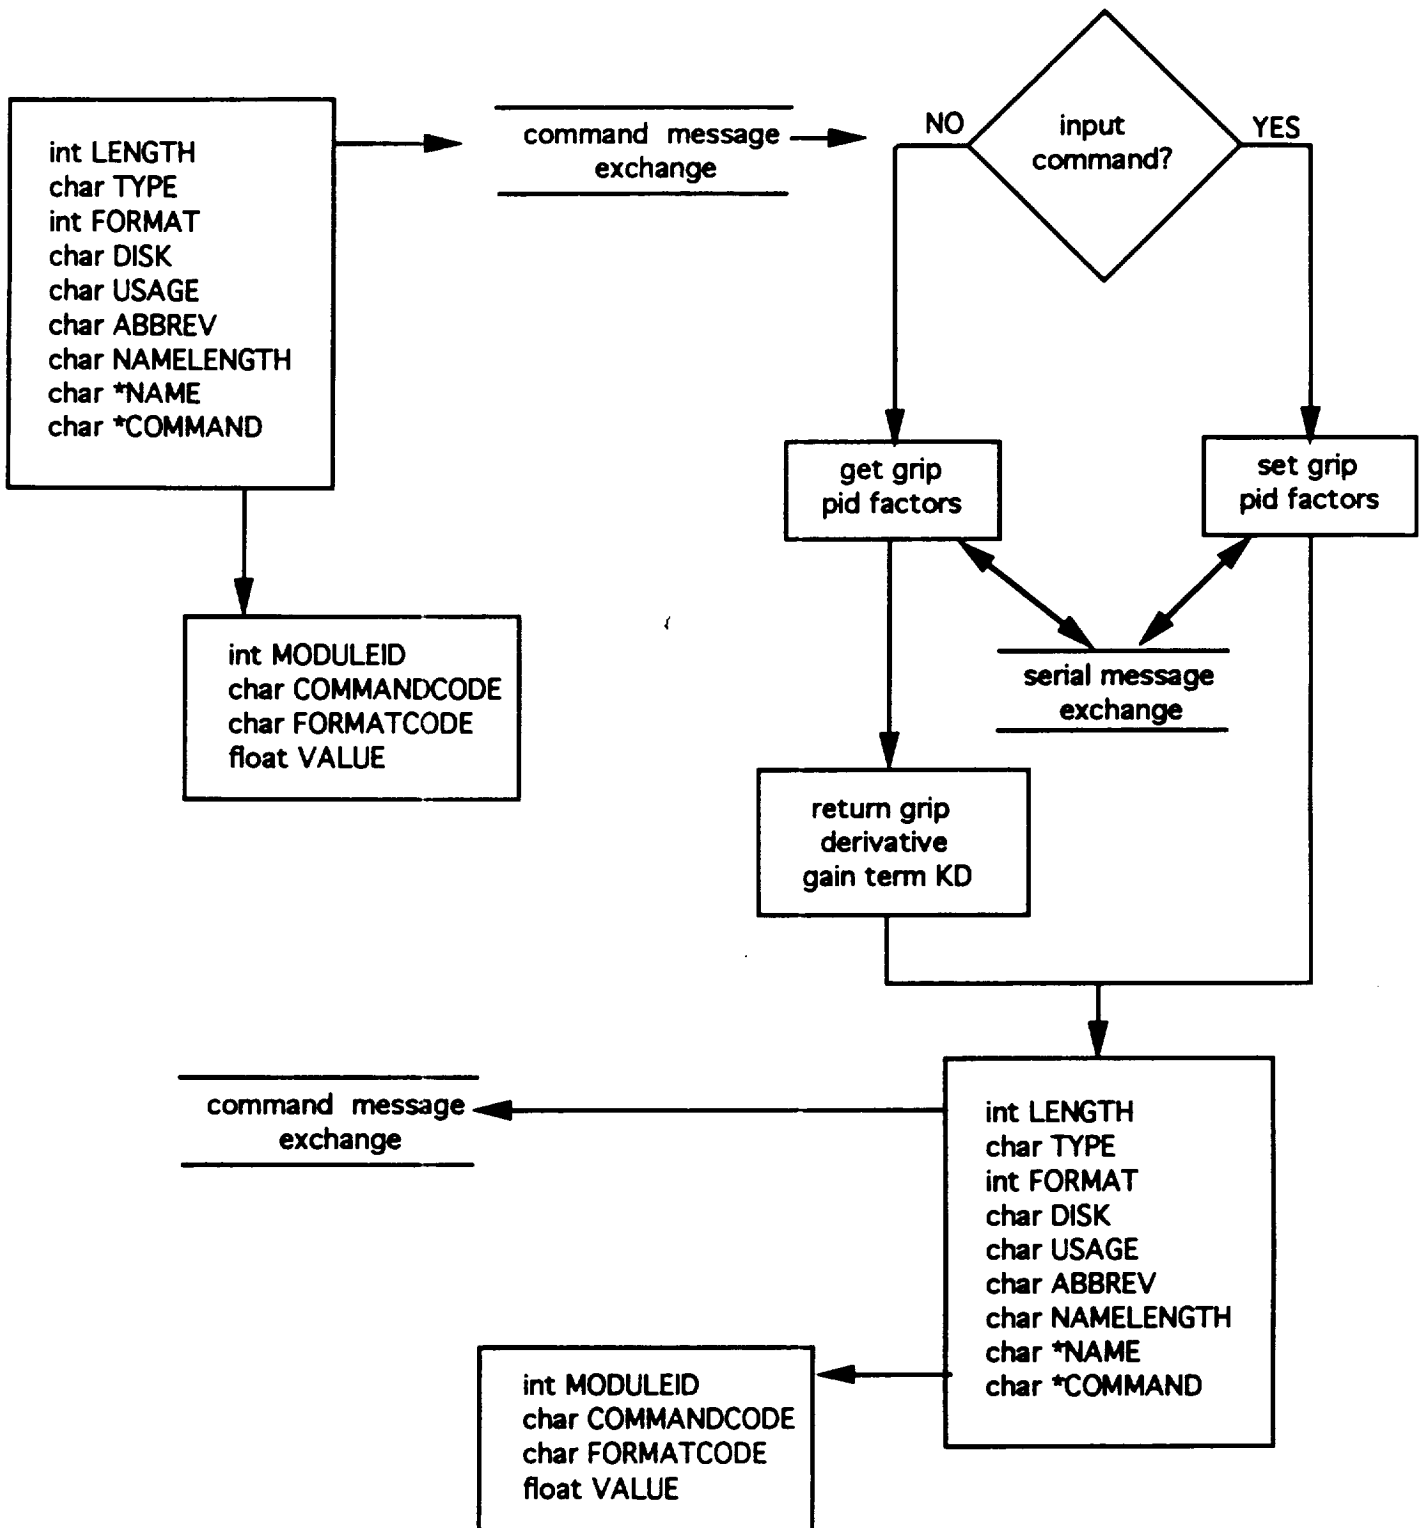 int LENGTH
char TYPE
int FORMAT
char DISK
char USAGE
char ABBREV
char NAMELENGTH
char *NAME
char *COMMAND
command message
exchange
NO
input
command?
YES
get grip
pid factors
set grip
pid factors
int MODULEID
char COMMANDCODE
char FORMATCODE
float VALUE
serial message
exchange
return grip
derivative
gain term KD
command message
exchange
int LENGTH
char TYPE
int FORMAT
char DISK
char USAGE
char ABBREV
char NAMELENGTH
char *NAME
char *COMMAND
int MODULEID
char COMMANDCODE
char FORMATCODE
float VALUE